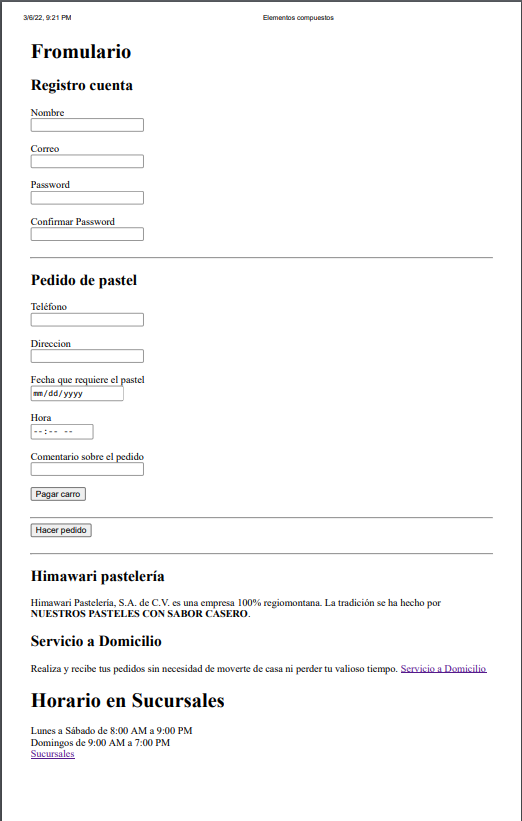 3/6/22, 9:21 PM Elementos compuestos
Fromulario
Registro cuenta
Nombre
Correo
Password
Confirmar Password
Pedido de pastel
Teléfono
Direccion
Fecha que requiere el pastel
mm/dd/yyyy
Hora
--:-- --
Comentario sobre el pedido
Pagar carro
Hacer pedido
Himawari pastelería
Himawari Pastelería, S.A. de C.V. es una empresa 100% regiomontana. La tradición se ha hecho por
NUESTROS PASTELES CON SABOR CASERO.
Servicio a Domicilio
Realiza y recibe tus pedidos sin necesidad de moverte de casa ni perder tu valioso tiempo. Servicio a Domicilio
Horario en Sucursales
Lunes a Sábado de 8:00 AM a 9:00 PM
Domingos de 9:00 AM a 7:00 PM
Sucursales